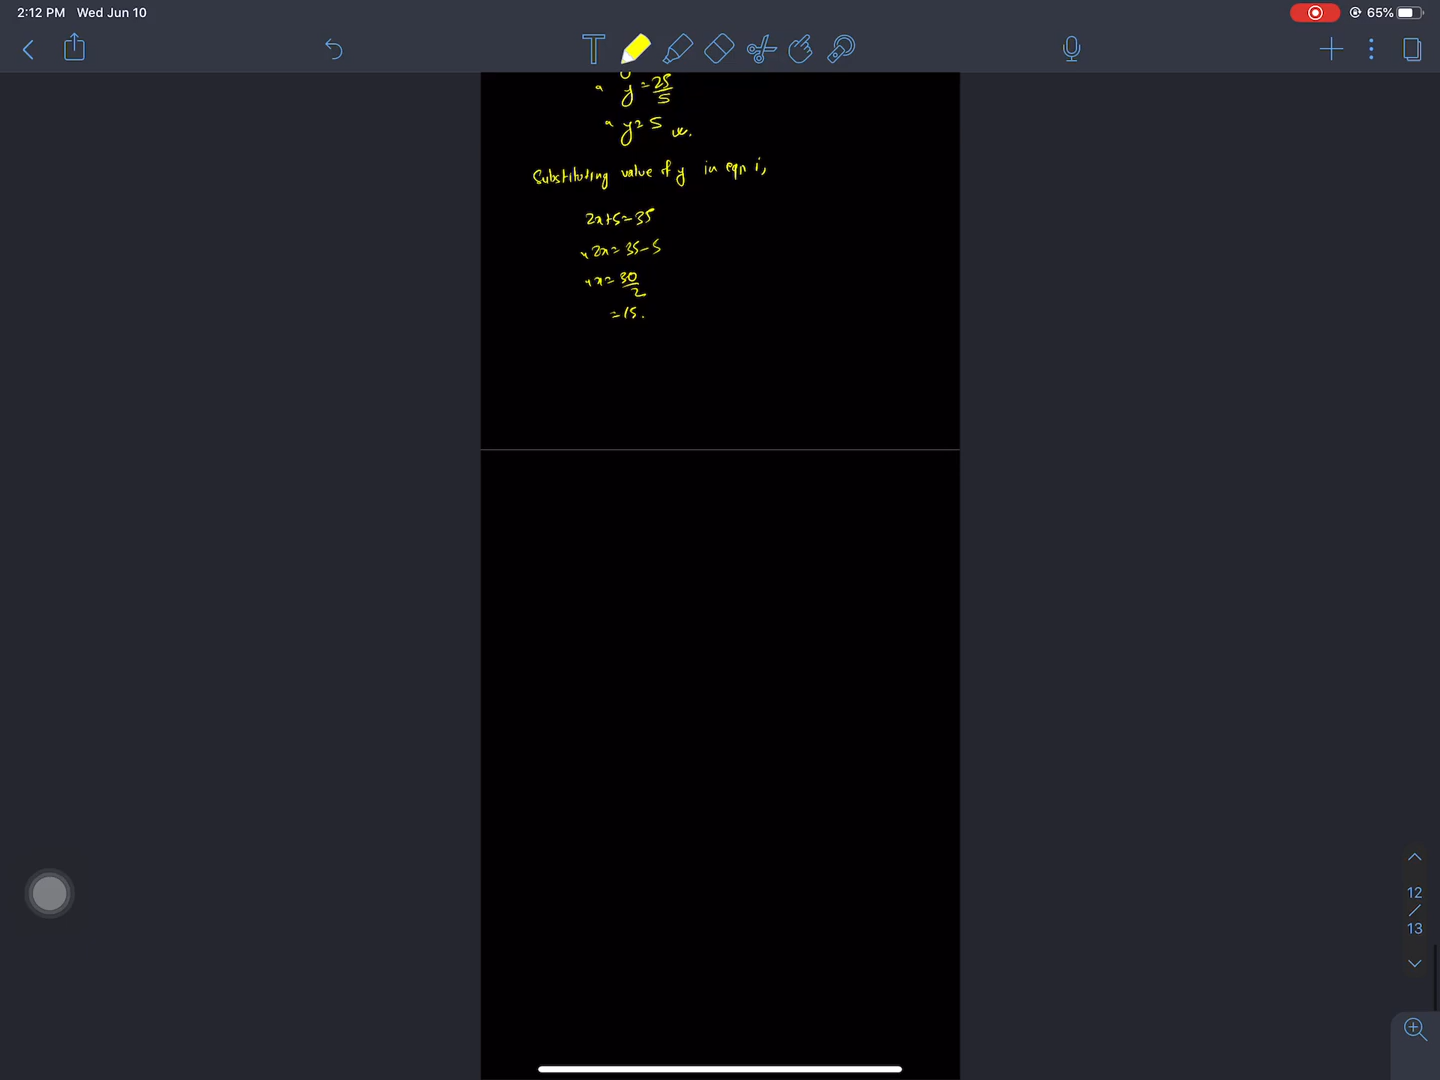 2:12 PM Wed Jun 10
65%
y = 25/5
y = 5
Substituting value of y in eqn i,
2x+5=35
2x = 35-5
x = 30/2
=15.
12
/
13